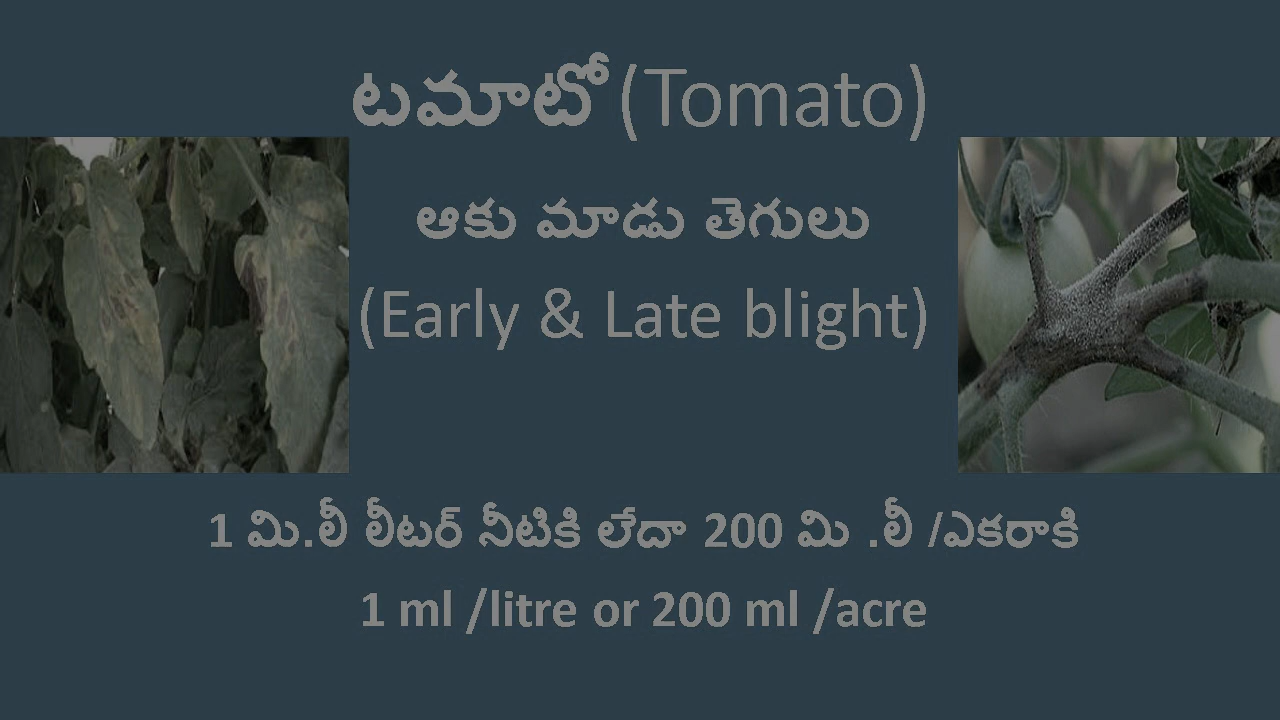 టమాటో (Tomato)
ఆకు మాడు తెగులు
(Early & Late blight)
1 మి.లీ లీటర్ నీటికి లేదా 200 మి .లీ /ఎకరాకి
1 ml /litre or 200 ml /acre